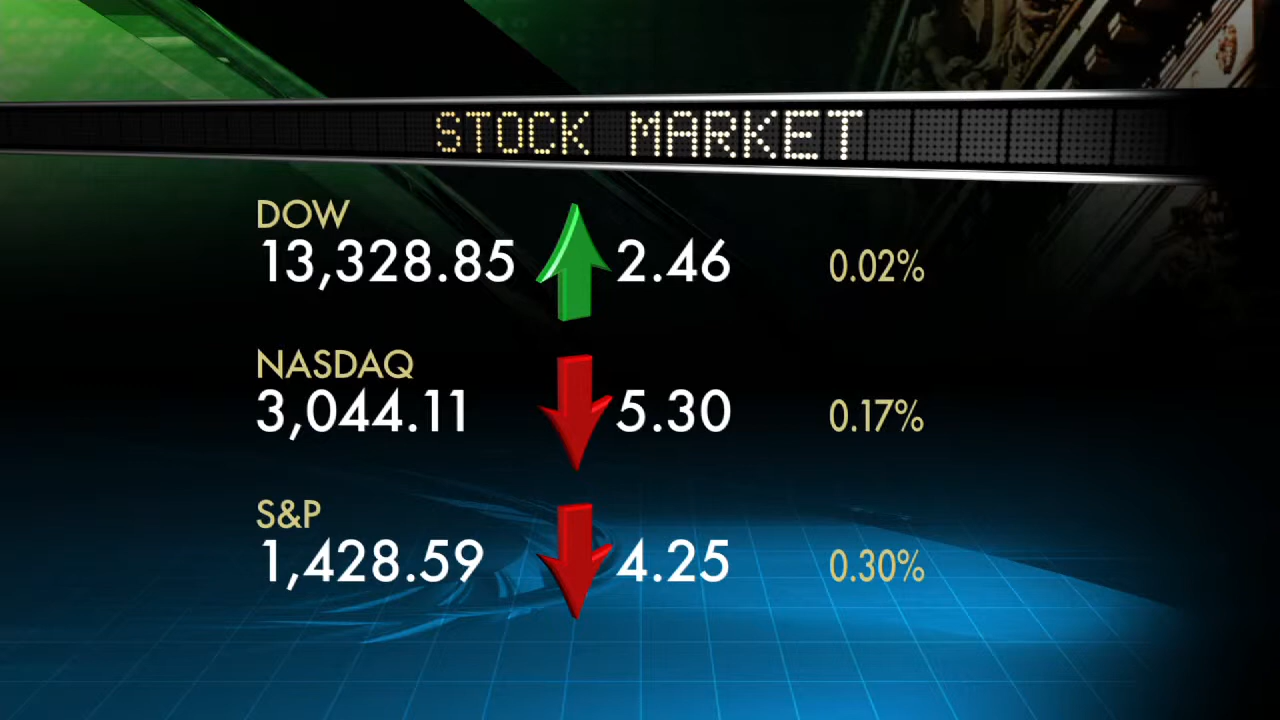 STOCK MARKET
DOW
13,328.85 2.46 0.02%
NASDAQ
3,044.11 5.30 0.17%
S&P
1,428.59 4.25 0.30%